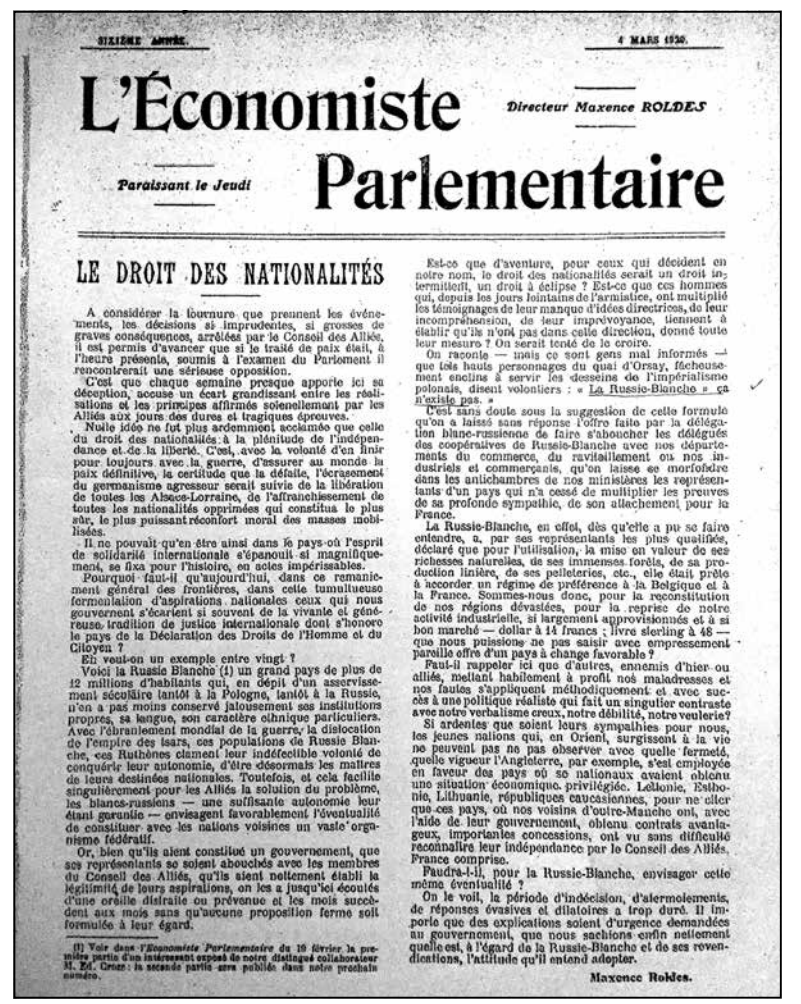 SIXIÈME ANNÉE.
4 MARS 1920.
L'Économiste
Directeur Maxence ROLDES
Paraissant le Jeudi
Parlementaire
LE DROIT DES NATIONALITÉS
A considérer la tournure que prennent les événe-
ments, les décisions si imprudentes, si grosses de
graves conséquences, arrêtées par le Conseil des Alliés,
il est permis d'avancer que si le traité de paix était, à
l'heure présente, soumis à l'examen du Parlement il
rencontrerait une sérieuse opposition.
C'est que chaque semaine presque apporte ici sa
déception, accuse un écart grandissant entre les réali-
sations et les principes affirmés solennellement par les
Alliés aux jours des dures et tragiques épreuves.
Nulle idée ne fut plus ardemment acclamée que celle
du droit des nationalités à la plénitude de l'indépen-
dance et de la liberté. C'est, avec la volonté d'en finir
pour toujours avec la guerre, d'assurer au monde la
paix définitive, la certitude que la défaite, l'écrasement
du germanisme agresseur serait suivie de la libération
de toutes les Alsace-Lorraine, de l'affranchissement de
toutes les nationalités opprimées qui constitua le plus
sûr, le plus puissant réconfort moral des masses mobi-
lisées.
Il ne pouvait qu'en être ainsi dans le pays où l'esprit
de solidarité internationale s'épanouit si magnifique-
ment, se fixa pour l'histoire, en actes impérissables.
Pourquoi faut-il qu'aujourd'hui, dans ce remanie-
ment général des frontières, dans cette tumultueuse
fermentation d'aspirations nationales ceux qui nous
gouvernent s'écartent si souvent de la vivante et géné-
reuse tradition de justice internationale dont s'honore
le pays de la Déclaration des Droits de l'Homme et du
Citoyen ?
En veut-on un exemple entre vingt ?
Voici la Russie Blanche (1) un grand pays de plus de
12 millions d'habitants qui, en dépit d'un asservisse-
ment séculaire tantôt à la Pologne, tantôt à la Russie,
n'en a pas moins conservé jalousement ses institutions
propres, sa langue, son caractère ethnique particuliers.
Avec l'ébranlement mondial de la guerre, la dislocation
de l'empire des tsars, ces populations de Russie Blan-
che, ces Ruthènes clament leur indéfectible volonté de
conquérir leur autonomie, d'être désormais les maîtres
de leurs destinées nationales. Toutefois, et cela facilite
singulièrement pour les Alliés la solution du problème,
les blancs-russiens — une suffisante autonomie leur
étant garantie — envisagent favorablement l'éventualité
de constituer avec les nations voisines un vaste orga-
nisme fédératif.
Or, bien qu'ils aient constitué un gouvernement, que
ses représentants se soient abouchés avec les membres
du Conseil des Alliés, qu'ils aient nettement établi la
légitimité de leurs aspirations, on les a jusqu'ici écoutés
d'une oreille distraite ou prévenue et les mois succè-
dent aux mois sans qu'aucune proposition ferme soit
formulée à leur égard.
(1) Voir dans l'Economiste Parlementaire du 19 février la pre-
mière partie d'un intéressant exposé de notre distingué collaborateur
M. Ed. la seconde partie sera publiée dans notre prochain
numéro.
Est-ce que d'aventure, pour ceux qui décident en
notre nom, le droit des nationalités serait un droit in-
termittent, un droit à éclipse ? Est-ce que ces hommes
qui, depuis les jours lointains de l'armistice, ont multiplié
les témoignages de leur manque d'idées directrices, de leur
incompréhension, de leur imprévoyance, tiennent à
établir qu'ils n'ont pas dans cette direction, donné toute
leur mesure ? On serait tenté de le croire.
On raconte — mais ce sont gens mal informés —
que tels hauts personnages du quai d'Orsay, fâcheuse-
ment enclins à servir les desseins de l'impérialisme
polonais, disent volontiers : « La Russie-Blanche » ça
n'existe pas. »
C'est sans doute sous la suggestion de cette formule
qu'on a laissé sans réponse l'offre faite par la déléga-
tion blanc-russienne de faire s'aboucher les délégués
des coopératives de Russie-Blanche avec nos départe-
ments du commerce, du ravitaillement ou nos in-
dustriels et commerçants, qu'on laisse se morfondre
dans les antichambres de nos ministères les représen-
tants d'un pays qui n'a cessé de multiplier les preuves
de sa profonde sympathie, de son attachement pour la
France.
La Russie-Blanche, en effet, dès qu'elle a pu se faire
entendre, a, par ses représentants les plus qualifiés,
déclaré que pour l'utilisation, la mise en valeur de ses
richesses naturelles, de ses immenses forêts, de sa pro-
duction linière, de ses pelleteries, etc., elle était prête
à accorder un régime de préférence à la Belgique et à
la France. Sommes-nous donc, pour la reconstitution
de nos régions dévastées, pour la reprise de notre
activité industrielle, si largement approvisionnés et à si
bon marché — dollar à 14 francs ; livre sterling à 48 —
que nous puissions ne pas saisir avec empressement
pareille offre d'un pays à change favorable ?
Faut-il rappeler ici que d'autres, ennemis d'hier ou
alliés, mettant habilement à profit nos maladresses et
nos fautes s'appliquent méthodiquement et avec suc-
cès à une politique réaliste qui fait un singulier contraste
avec notre verbalisme creux, notre débilité, notre veulerie?
Si ardentes que soient leurs sympathies pour nous,
les jeunes nations qui, en Orient, surgissent à la vie
ne peuvent pas ne pas observer avec quelle fermeté,
quelle vigueur l'Angleterre, par exemple, s'est employée
en faveur des pays où se nationaux avaient obtenu
une situation économique privilégiée. Lettonie, Estho-
nie, Lithuanie, républiques caucasiennes, pour ne citer
que ces pays, où nos voisins d'outre-Manche ont, avec
l'aide de leur gouvernement, obtenu contrats avanta-
geux, importantes concessions, ont vu sans difficulté
reconnaître leur indépendance par le Conseil des Alliés,
France comprise.
Faudra-t-il, pour la Russie-Blanche, envisager cette
même éventualité ?
On le voit, la période d'indécision, d'atermoiements,
de réponses évasives et dilatoires a trop duré. Il im-
porte que des explications soient d'urgence demandées
au gouvernement, que nous sachions enfin nettement
quelle est, à l'égard de la Russie-Blanche et de ses reven-
dications, l'attitude qu'il entend adopter.
Maxence Roldes.